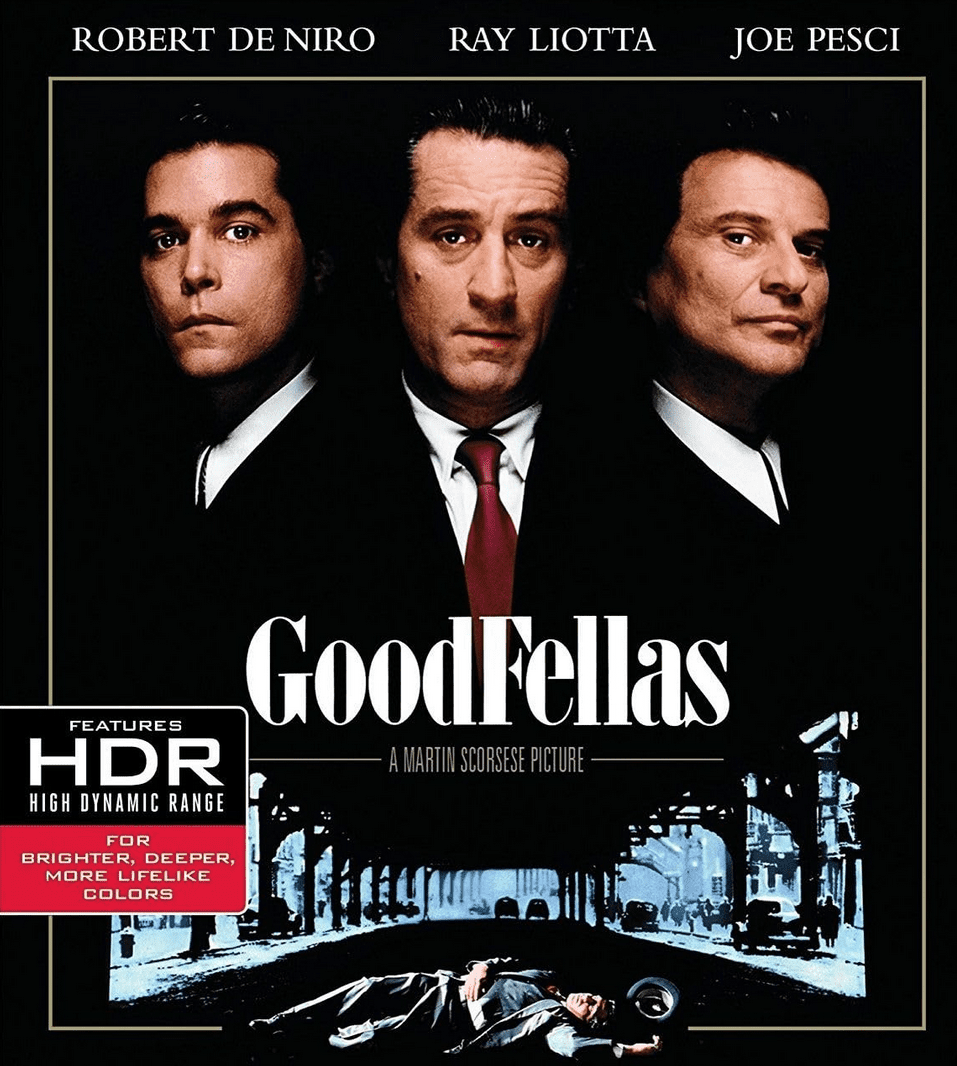 ROBERT DE NIRO RAY LIOTTA JOE PESCI
GoodFellas
A MARTIN SCORSESE PICTURE
FEATURES
HDR
HIGH DYNAMIC RANGE
FOR
BRIGHTER, DEEPER,
MORE LIFELIKE
COLORS